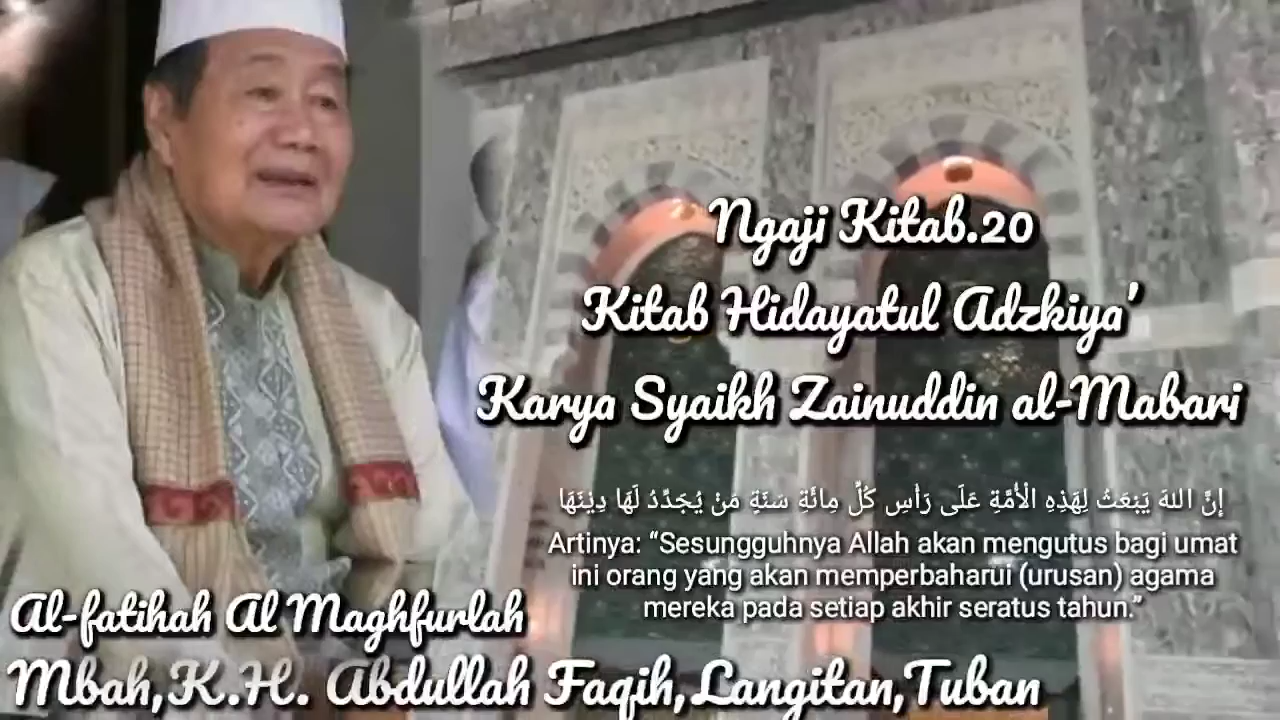 Ngaji Kitab.20
Kitab Hidayatul Adzkiya'
Karya Syaikh Zainuddin al-Mabari
إِنَّ اللهَ يَبْعَثُ لِهَذِهِ الْأُمَّةِ عَلَى رَأْسِ كُلِّ مِائَةِ سَنَةٍ مَنْ يُجَدِّدُ لَهَا دِيْنَهَا
Artinya: “Sesungguhnya Allah akan mengutus bagi umat
ini orang yang akan memperbaharui (urusan) agama
mereka pada setiap akhir seratus tahun.”
Al-fatihah Al Maghfurlah
Mbah,K.H. Abdullah Faqih,Langitan,Tuban